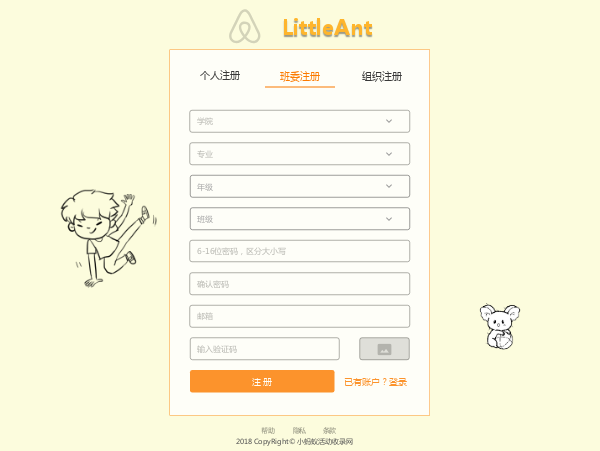 LittleAnt
个人注册 班委注册 组织注册
学院
专业
年级
班级
6-16位密码，区分大小写
确认密码
邮箱
输入验证码
注册 已有账户？登录
帮助 隐私 条款
2018 CopyRight© 小蚂蚁活动收录网